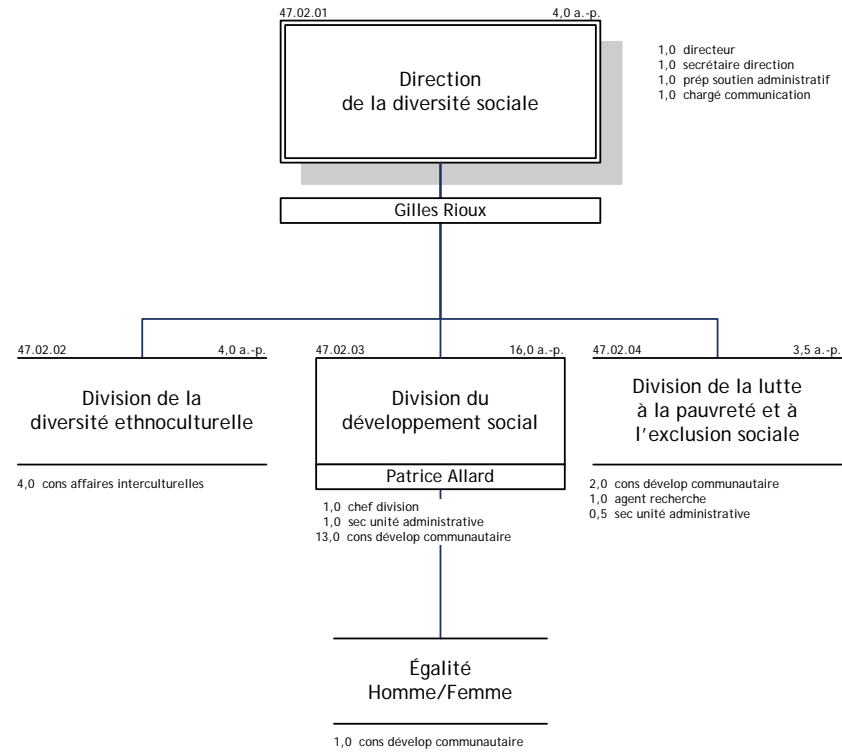 47.02.01 4,0 a.-p.
Direction
de la diversité sociale
1,0 directeur
1,0 secrétaire direction
1,0 prép soutien administratif
1,0 chargé communication
Gilles Rioux
47.02.02 4,0 a.-p.
Division de la
diversité ethnoculturelle
4,0 cons affaires interculturelles
47.02.03 16,0 a.-p.
Division du
développement social
Patrice Allard
1,0 chef division
1,0 sec unité administrative
13,0 cons dévelop communautaire
47.02.04 3,5 a.-p.
Division de la lutte
à la pauvreté et à
l'exclusion sociale
2,0 cons dévelop communautaire
1,0 agent recherche
0,5 sec unité administrative
Égalité
Homme/Femme
1,0 cons dévelop communautaire